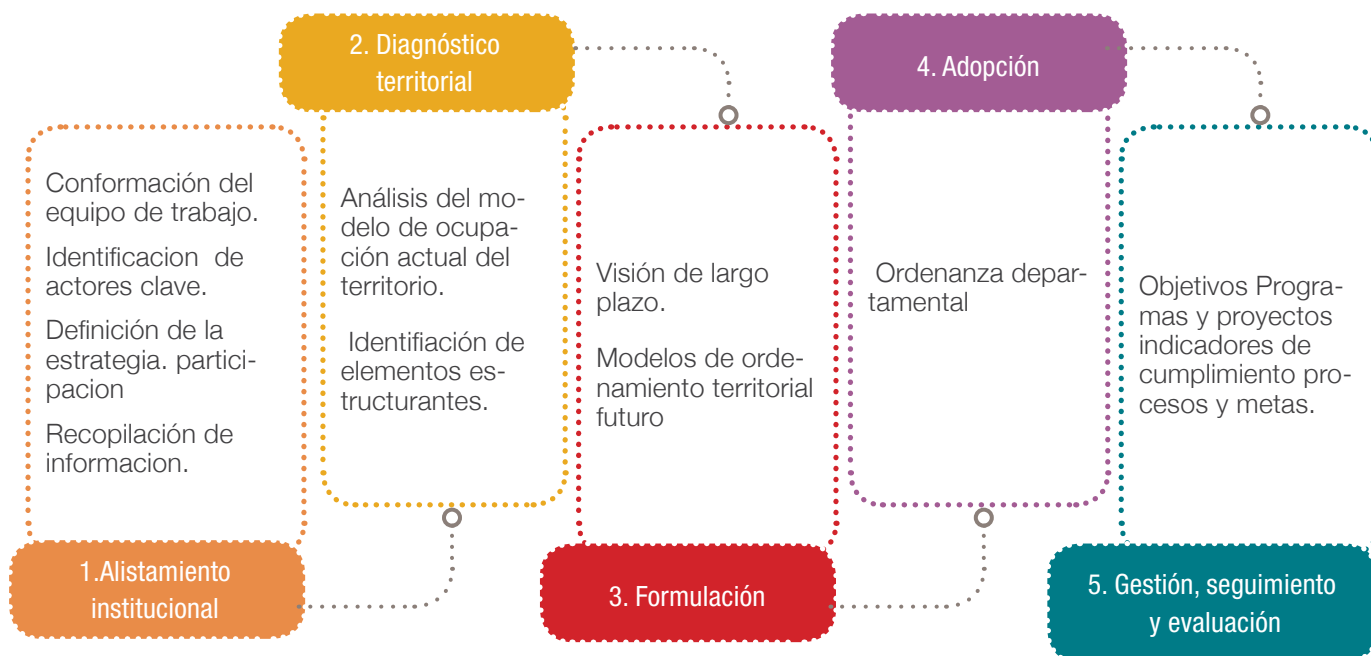 Conformación del
equipo de trabajo.
Identificacion  de
actores clave.
Definición de la
estrategia. partici-
pacion
Recopilación de
informacion.
1.Alistamiento
institucional
2. Diagnóstico
territorial
Análisis del mo-
delo de ocupa-
ción actual del
territorio.
Identifiación de
elementos es-
tructurantes.
Visión de largo
plazo.
Modelos de orde-
namiento territorial
futuro
3. Formulación
4. Adopción
Ordenanza depar-
tamental
Objetivos Progra-
mas y proyectos
indicadores de
cumplimiento pro-
cesos y metas.
5. Gestión, seguimiento
y evaluación